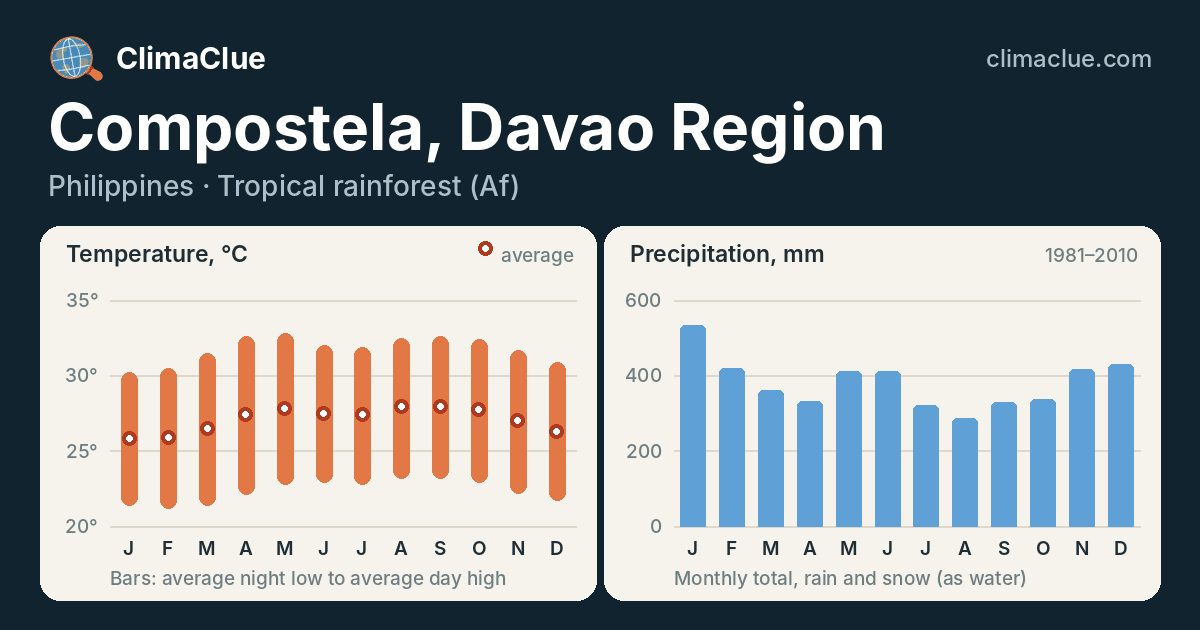 ClimaClue
climaclue.com
Compostela, Davao Region
Philippines · Tropical rainforest (Af)
Temperature, °C
average
35°
30°
25°
20°
J F M A M J J A S O N D
Bars: average night low to average day high
Precipitation, mm
1981–2010
600
400
200
0
J F M A M J J A S O N D
Monthly total, rain and snow (as water)